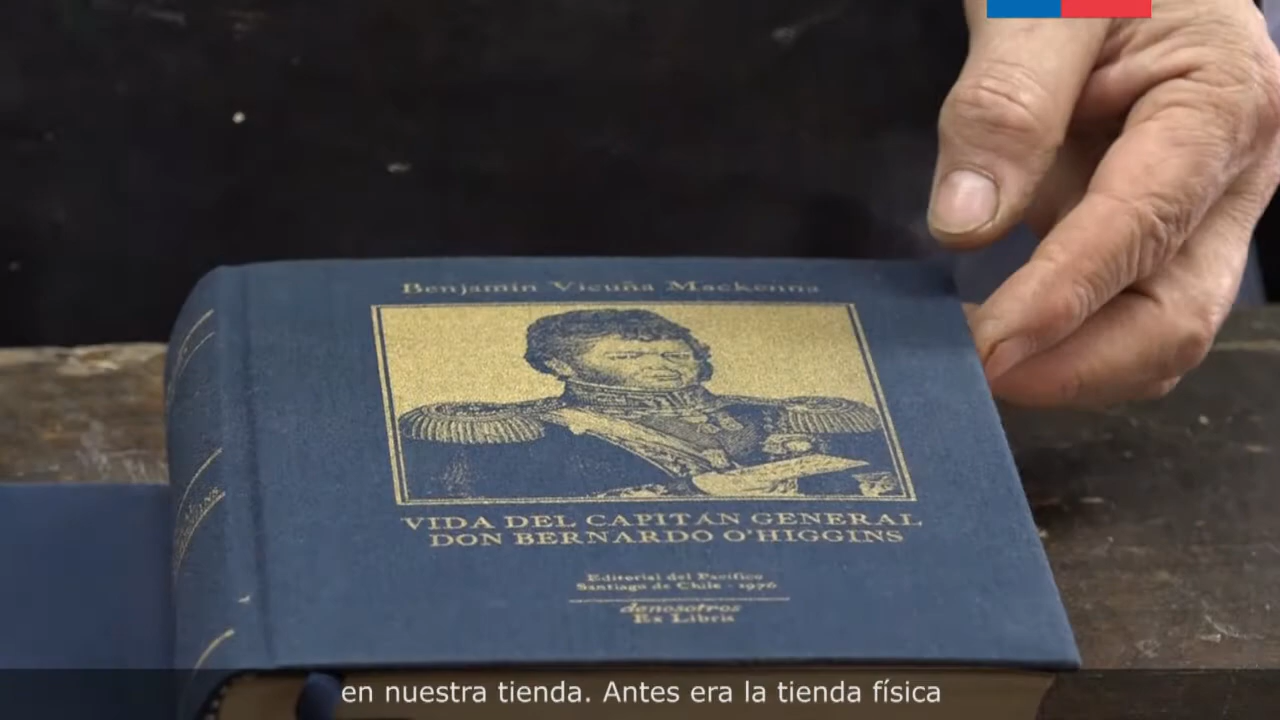 Benjamín Vicuña Mackenna
VIDA DEL CAPITÁN GENERAL
DON BERNARDO O'HIGGINS
Editorial del Pacífico
Santiago de Chile - 1976
denosotros
Ex Libris
en nuestra tienda. Antes era la tienda física